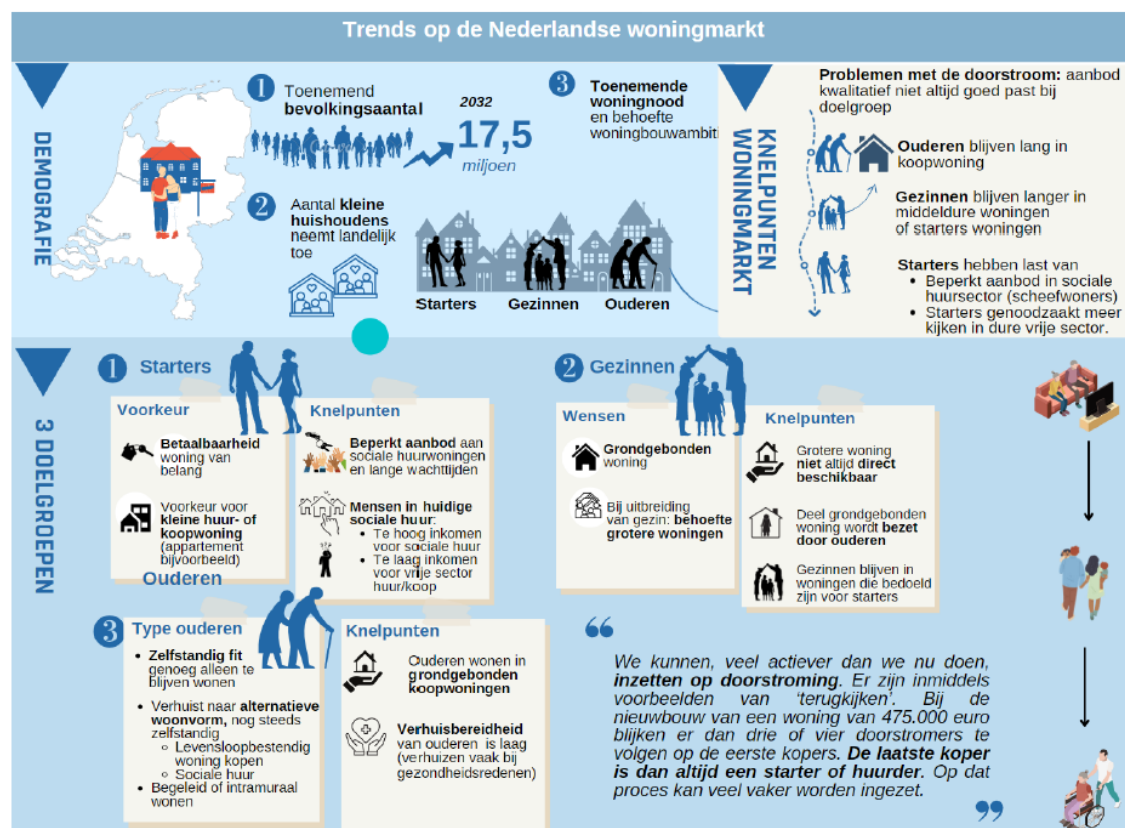 Trends op de Nederlandse woningmarkt
DEMOGRAFIE
1
Toenemend
bevolkingsaantal
2032
17,5
miljoen
2
Aantal kleine
huishoudens
neemt landelijk
toe
3
Toenemende
woningnood
en behoefte
woningbouwambiti
Starters
Gezinnen
Ouderen
KNELPUNTEN
WONINGMARKT
Problemen met de doorstroom: aanbod
kwalitatief niet altijd goed past bij
doelgroep
Ouderen blijven lang in
koopwoning
Gezinnen blijven langer in
middeldure woningen
of starters woningen
Starters hebben last van
• Beperkt aanbod in sociale
huursector (scheefwoners)
• Starters genoodzaakt meer
kijken in dure vrije sector.
3 DOELGROEPEN
1
Starters
Voorkeur
Betaalbaarheid
woning van
belang
Voorkeur voor
kleine huur- of
koopwoning
(appartement
bijvoorbeeld)
Knelpunten
Beperkt aanbod aan
sociale huurwoningen
en lange wachttijden
Mensen in huidige
sociale huur:
• Te hoog inkomen
voor sociale huur
• Te laag inkomen
voor vrije sector
huur/koop
2
Gezinnen
Wensen
Grondgebonden
woning
Bij uitbreiding
van gezin: behoefte
grotere woningen
Knelpunten
Grotere woning
niet altijd direct
beschikbaar
Deel grondgebonden
woning wordt bezet
door ouderen
Gezinnen blijven in
woningen die bedoeld
zijn voor starters
Ouderen
3
Type ouderen
• Zelfstandig fit
genoeg alleen te
blijven wonen
• Verhuist naar alternatieve
woonvorm, nog steeds
zelfstandig
○ Levensloopbestendig
woning kopen
○ Sociale huur
• Begeleid of intramuraal
wonen
Knelpunten
Ouderen wonen in
grondgebonden
koopwoningen
Verhuisbereidheid
van ouderen is laag
(verhuizen vaak bij
gezondheidsredenen)
“
We kunnen, veel actiever dan we nu doen,
inzetten op doorstroming. Er zijn inmiddels
voorbeelden van ‘terugkijken’. Bij de
nieuwbouw van een woning van 475.000 euro
blijken er dan drie of vier doorstromers te
volgen op de eerste kopers. De laatste koper
is dan altijd een starter of huurder. Op dat
proces kan veel vaker worden ingezet.
”